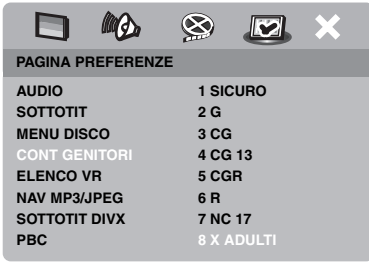 PAGINA PREFERENZE
AUDIO 1 SICURO
SOTTOTIT 2 G
MENU DISCO 3 CG
CONT GENITORI 4 CG 13
ELENCO VR 5 CGR
NAV MP3/JPEG 6 R
SOTTOTIT DIVX 7 NC 17
PBC 8 X ADULTI